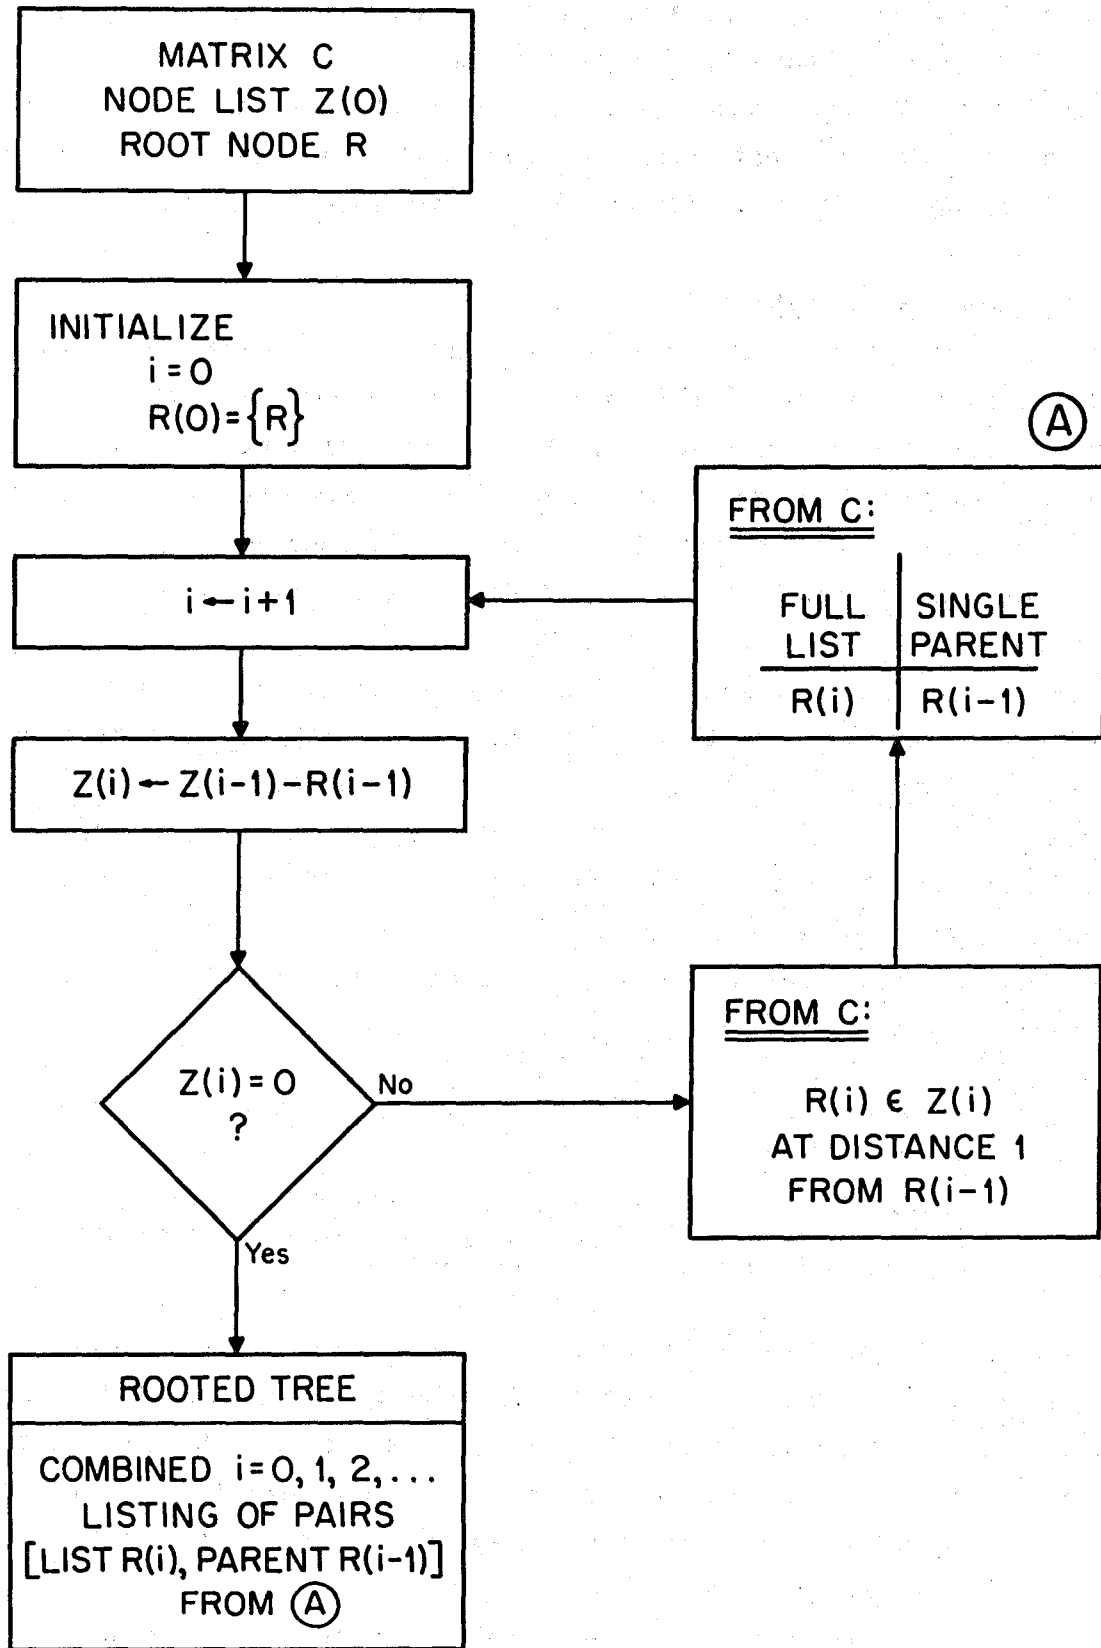 MATRIX C
NODE LIST Z(0)
ROOT NODE R
INITIALIZE
i = 0
R(0) = {R}
i ← i + 1
Z(i) ← Z(i-1) - R(i-1)
Z(i) = 0
?
No
Yes
A
FROM C:
FULL SINGLE
LIST PARENT
R(i) R(i-1)
FROM C:
R(i) ϵ Z(i)
AT DISTANCE 1
FROM R(i-1)
ROOTED TREE
COMBINED i = 0, 1, 2, ...
LISTING OF PAIRS
[LIST R(i), PARENT R(i-1)]
FROM A